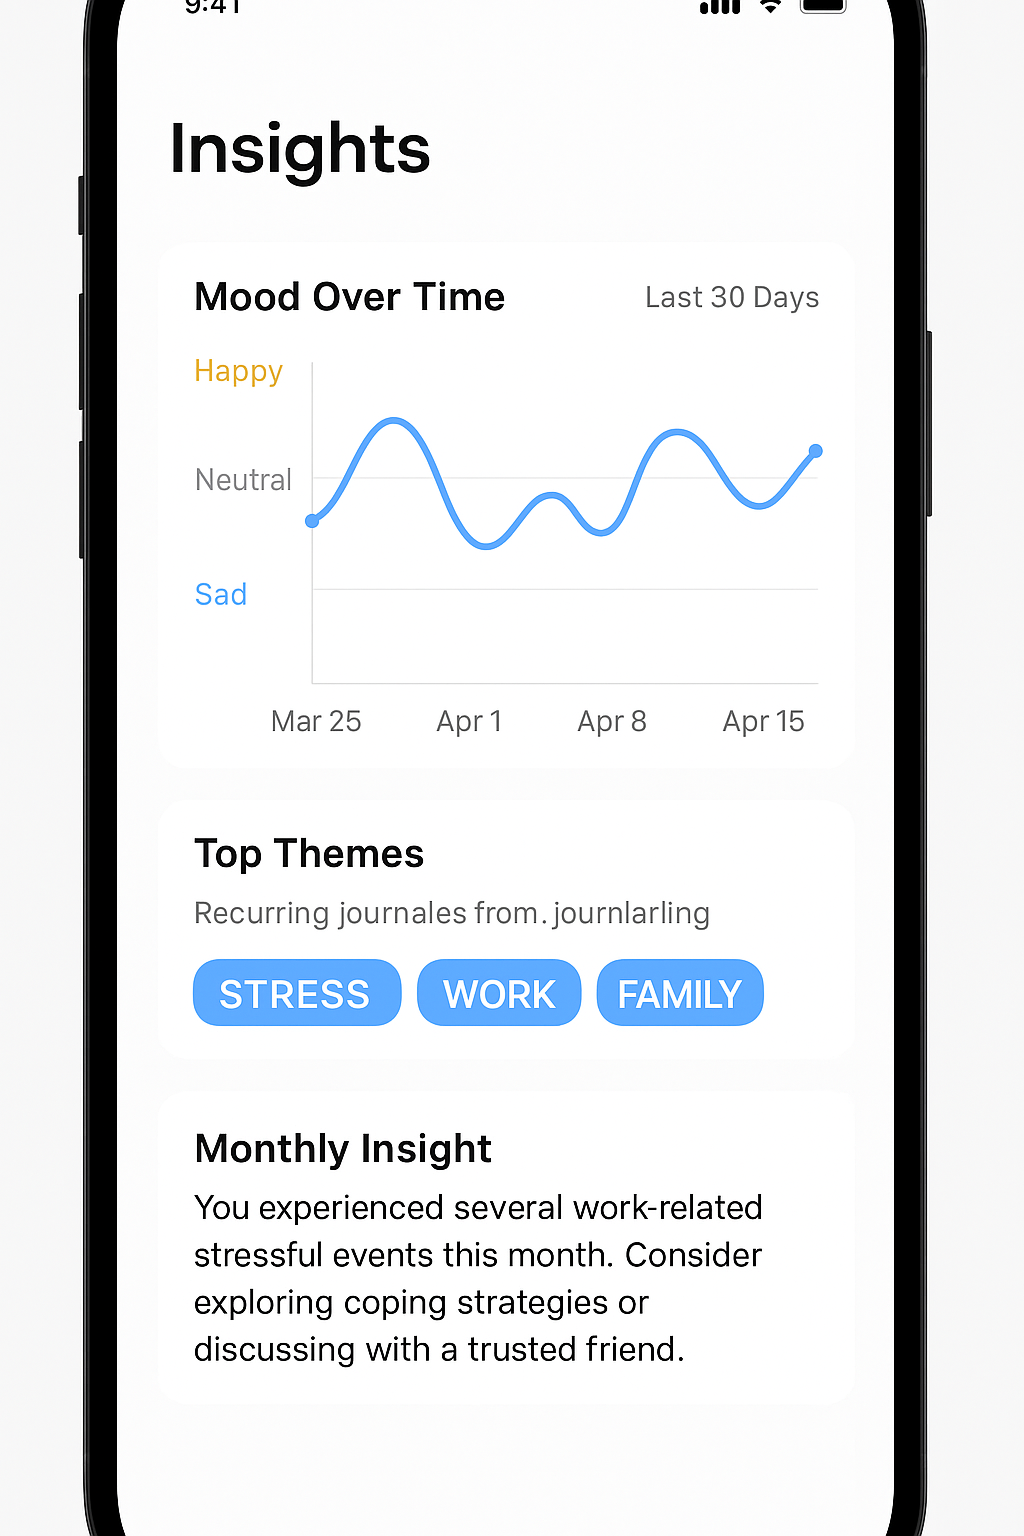 9:41
Insights
Mood Over Time
Last 30 Days
Happy
Neutral
Sad
Mar 25 Apr 1 Apr 8 Apr 15
Top Themes
Recurring journales from. journlarling
STRESS WORK FAMILY
Monthly Insight
You experienced several work-related
stressful events this month. Consider
exploring coping strategies or
discussing with a trusted friend.